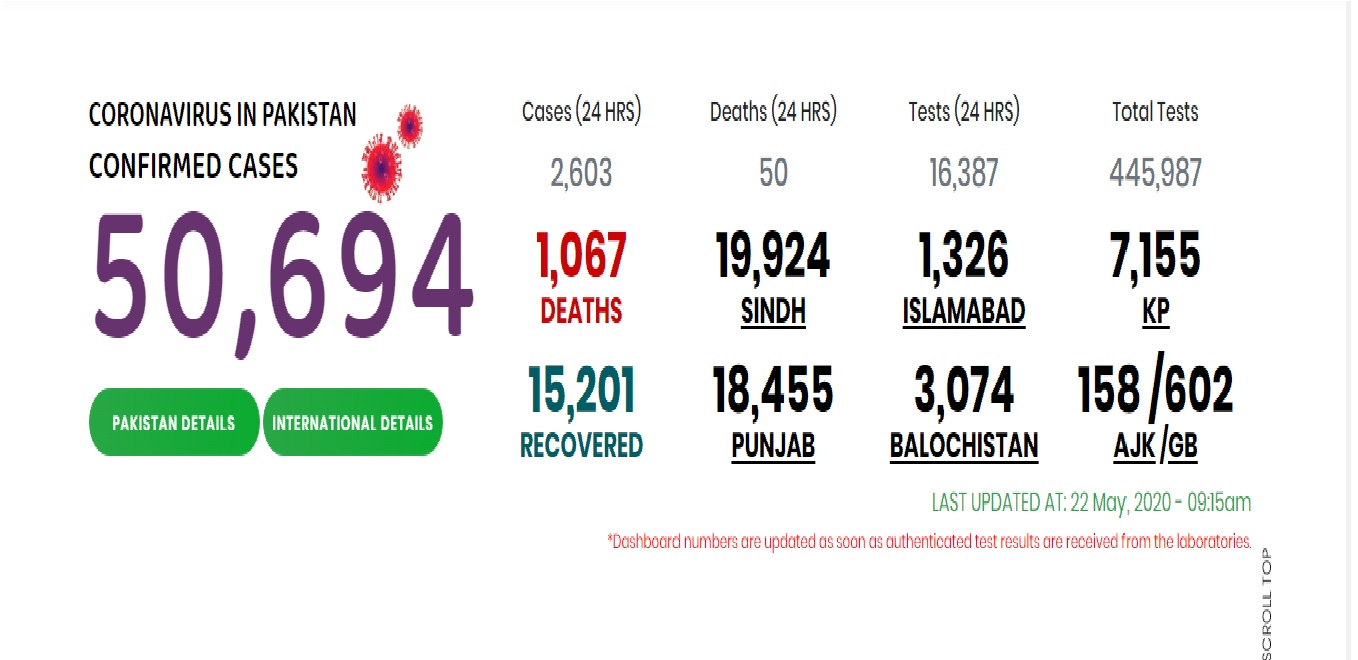 CORONAVIRUS IN PAKISTAN
CONFIRMED CASES
50,694
PAKISTAN DETAILS
INTERNATIONAL DETAILS
Cases (24 HRS)
Deaths (24 HRS)
Tests (24 HRS)
Total Tests
2,603
50
16,387
445,987
1,067
DEATHS
19,924
SINDH
1,326
ISLAMABAD
7,155
KP
15,201
RECOVERED
18,455
PUNJAB
3,074
BALOCHISTAN
158 /602
AJK /GB
LAST UPDATED AT: 22 May, 2020 - 09:15am
*Dashboard numbers are updated as soon as authenticated test results are received from the laboratories.
SCROLL TOP